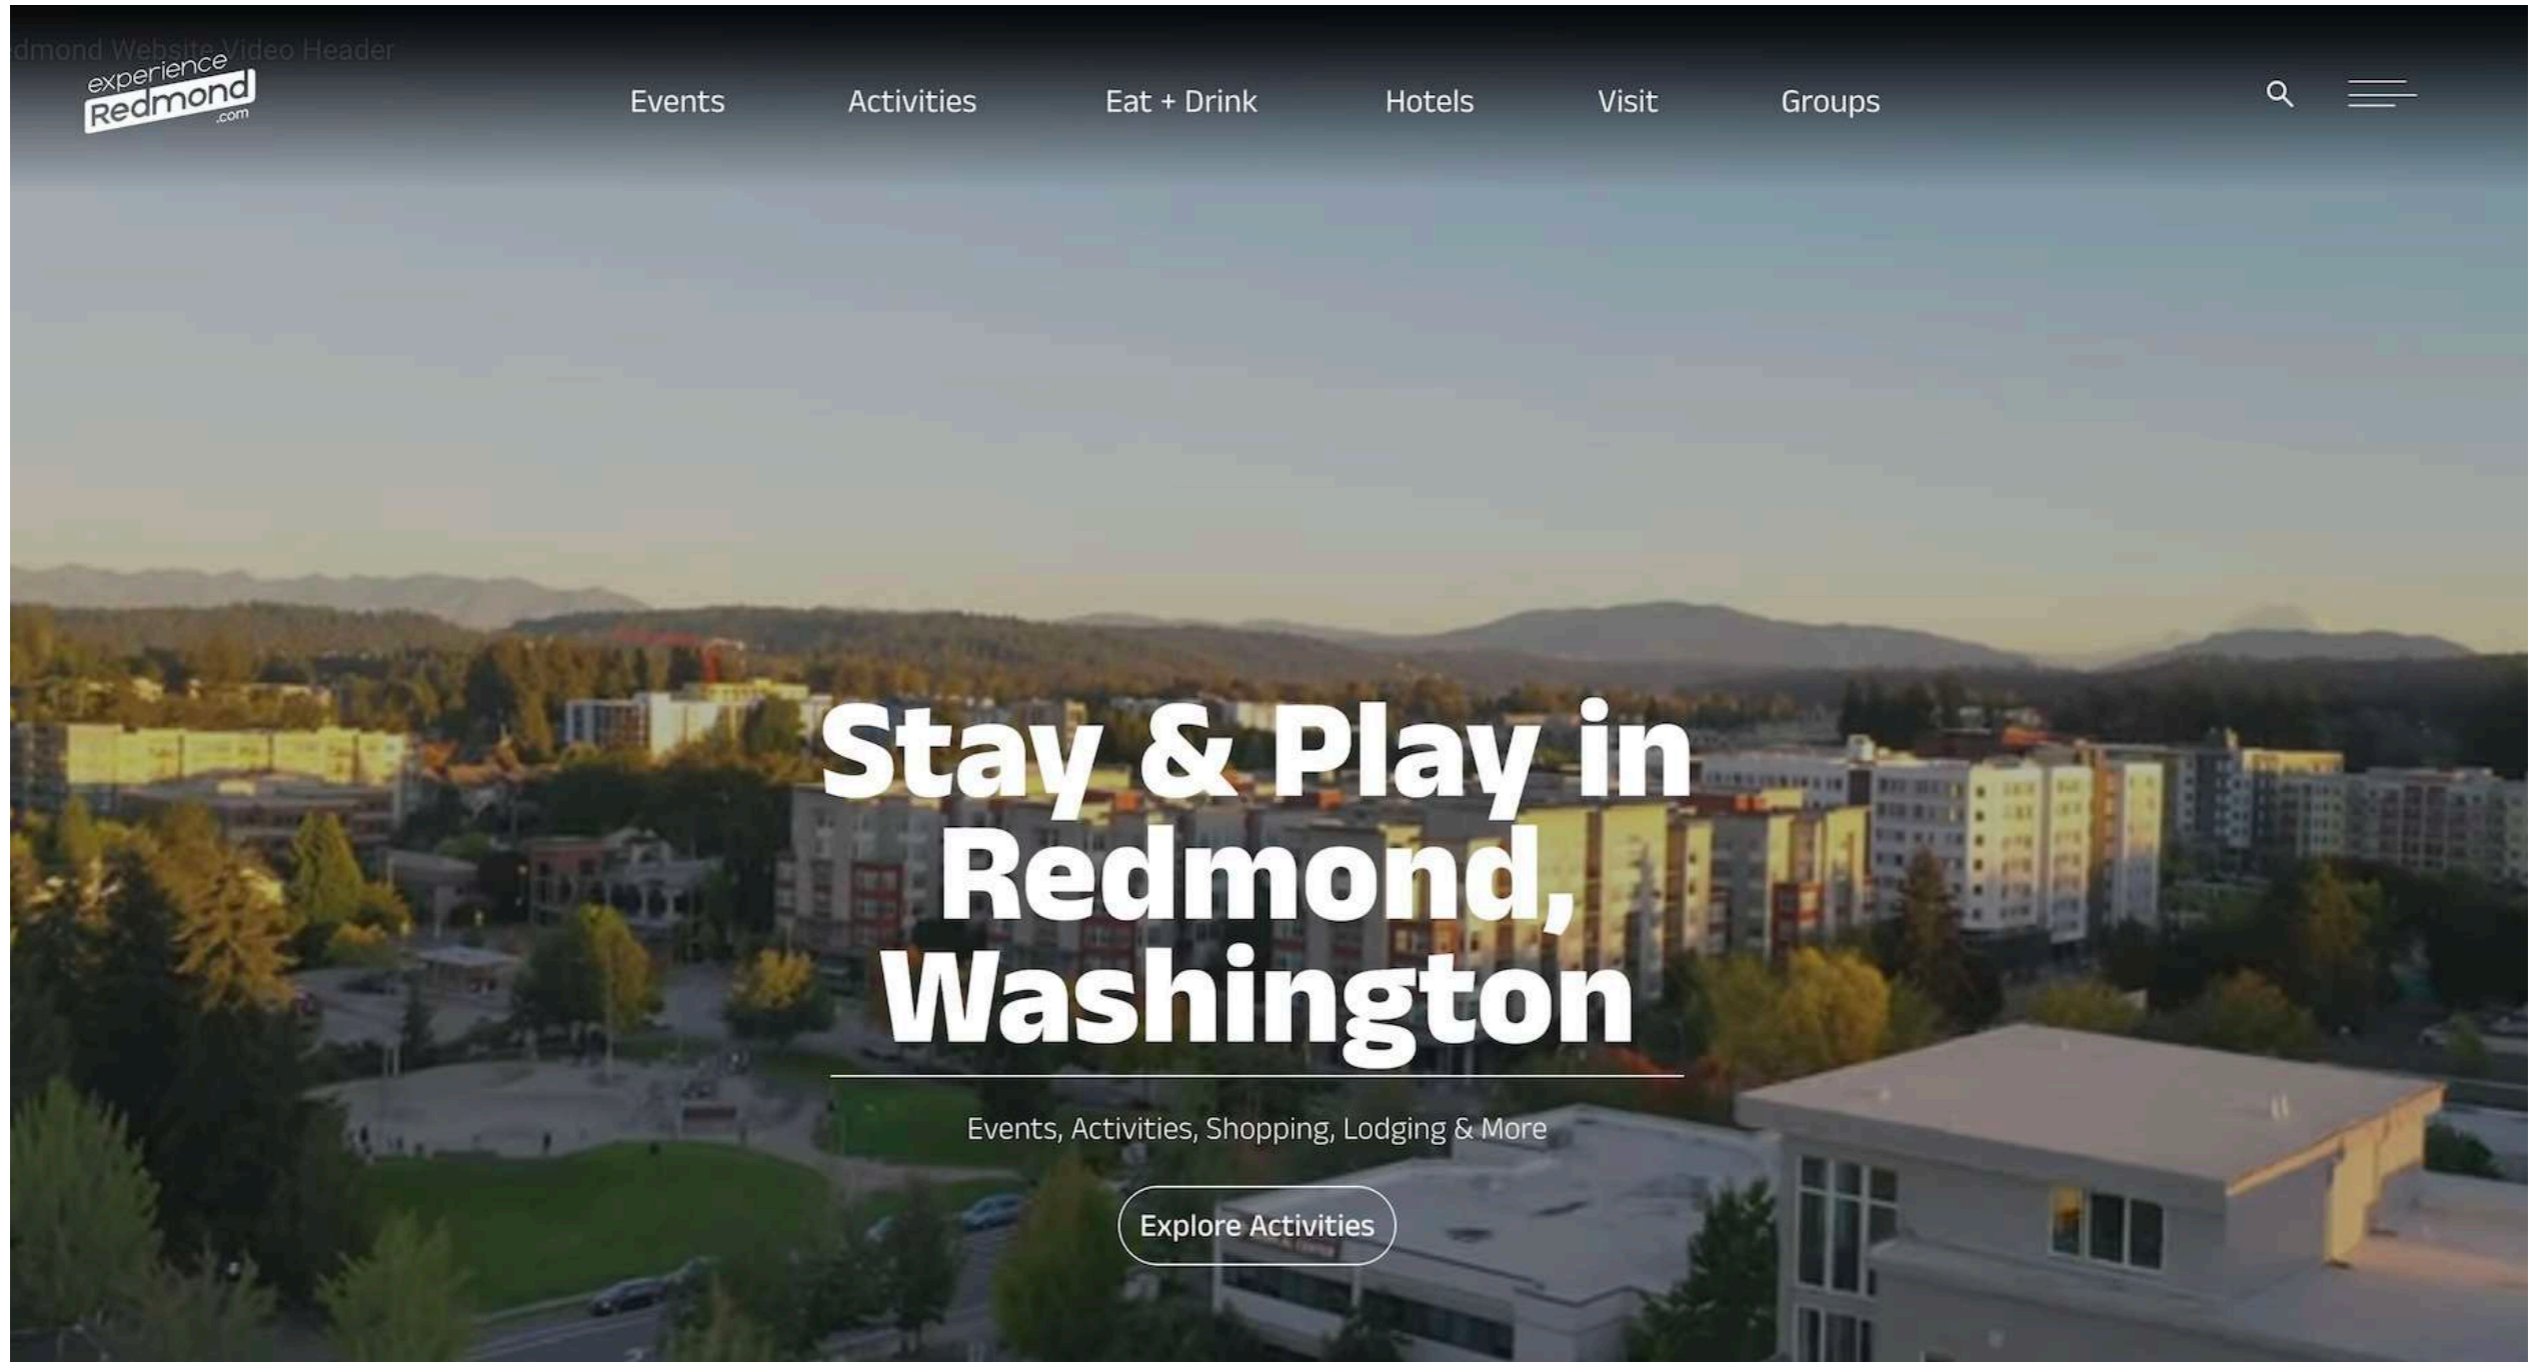 dmond Website Video Header
experience
Redmond
.com
Events
Activities
Eat + Drink
Hotels
Visit
Groups
Stay & Play in
Redmond,
Washington
Events, Activities, Shopping, Lodging & More
Explore Activities